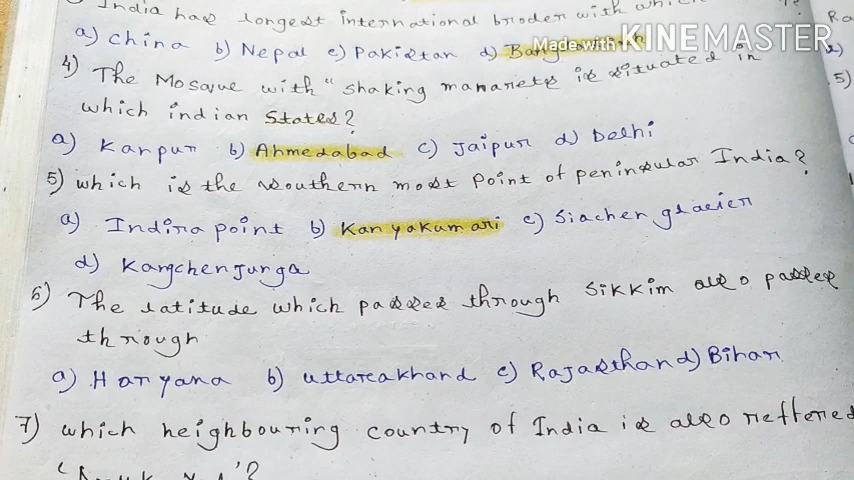 India has longest international broder with
a) China b) Nepal c) Pakistan d)
Made with KINEMASTER
4) The Mosque with "shaking manarets is situated in
which indian States?
a) Kanpur b) Ahmedabad c) Jaipur d) Delhi
5) which is the southern most point of peninsular India?
a) Indira point b) Kanyakumari c) Siachen glacier
d) Kangchenjunga
6) The latitude which passes through Sikkim also passes
through
a) Haryana b) uttarakhand c) Rajasthan d) Bihar
7) which neighbouring country of India is also reffered
5)